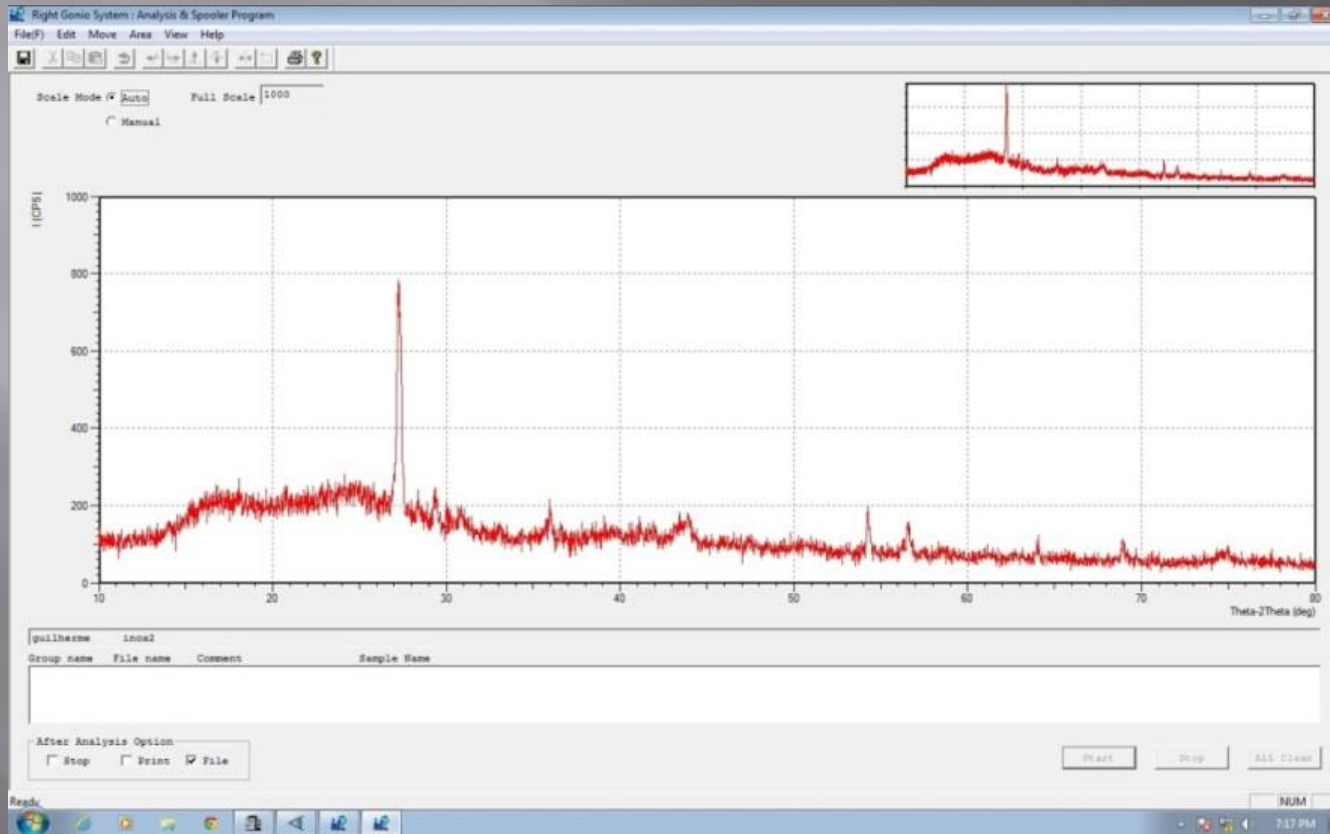 Right Gonio System : Analysis & Spooler Program
File(F) Edit Move Area View Help
Scale Mode Auto Full Scale 1000
Manual
I (CPS)
1000
800
600
400
200
0
10 20 30 40 50 60 70 80
Theta-2Theta (deg)
guilherme inoa2
Group name File name Comment Sample Name
After Analysis Option
Stop Print File
Start Stop All Clear
Ready NUM
7:17 PM